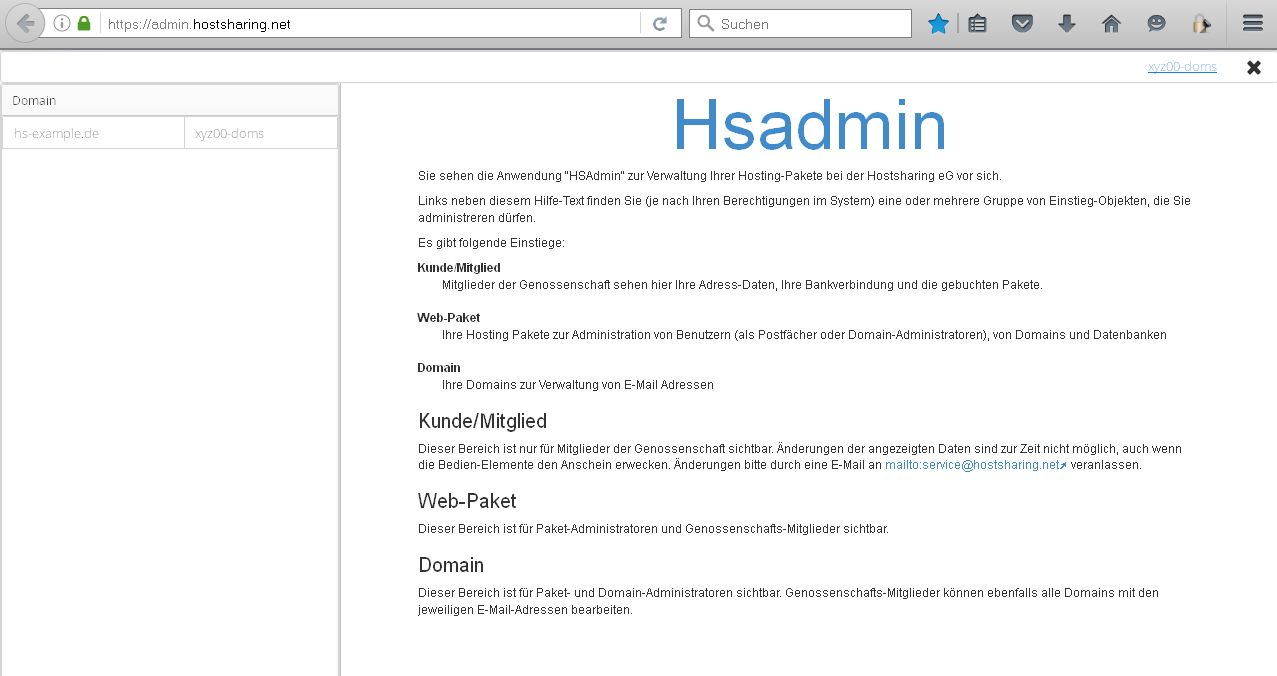 https://admin.hostsharing.net
Suchen
xyz00-doms
Domain
hs-example.de xyz00-doms
Hsadmin
Sie sehen die Anwendung "HSAdmin" zur Verwaltung Ihrer Hosting-Pakete bei der Hostsharing eG vor sich.
Links neben diesem Hilfe-Text finden Sie (je nach Ihren Berechtigungen im System) eine oder mehrere Gruppe von Einstieg-Objekten, die Sie
administreren dürfen.
Es gibt folgende Einstiege:
Kunde/Mitglied
Mitglieder der Genossenschaft sehen hier Ihre Adress-Daten, Ihre Bankverbindung und die gebuchten Pakete.
Web-Paket
Ihre Hosting Pakete zur Administration von Benutzern (als Postfächer oder Domain-Administratoren), von Domains und Datenbanken
Domain
Ihre Domains zur Verwaltung von E-Mail Adressen
Kunde/Mitglied
Dieser Bereich ist nur für Mitglieder der Genossenschaft sichtbar. Änderungen der angezeigten Daten sind zur Zeit nicht möglich, auch wenn
die Bedien-Elemente den Anschein erwecken. Änderungen bitte durch eine E-Mail an mailto:service@hostsharing.net veranlassen.
Web-Paket
Dieser Bereich ist für Paket-Administratoren und Genossenschafts-Mitglieder sichtbar.
Domain
Dieser Bereich ist für Paket- und Domain-Administratoren sichtbar. Genossenschafts-Mitglieder können ebenfalls alle Domains mit den
jeweiligen E-Mail-Adressen bearbeiten.